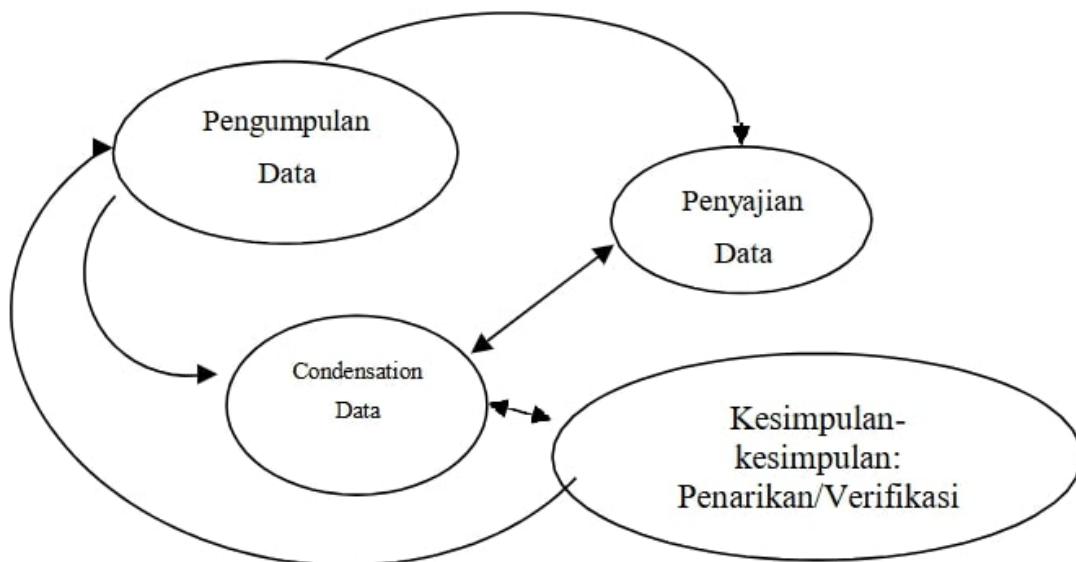 Pengumpulan
Data
Penyajian
Data
Condensation
Data
Kesimpulan-
kesimpulan:
Penarikan/Verifikasi